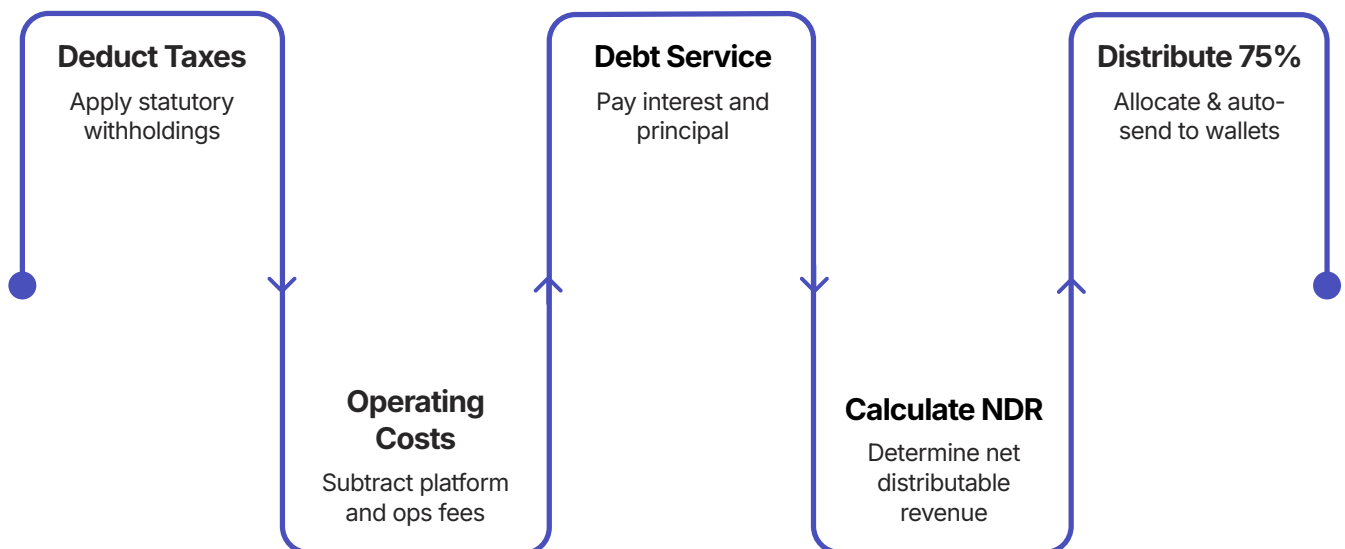 Deduct Taxes
Apply statutory
withholdings
Operating
Costs
Subtract platform
and ops fees
Debt Service
Pay interest and
principal
Calculate NDR
Determine net
distributable
revenue
Distribute 75%
Allocate & auto-
send to wallets